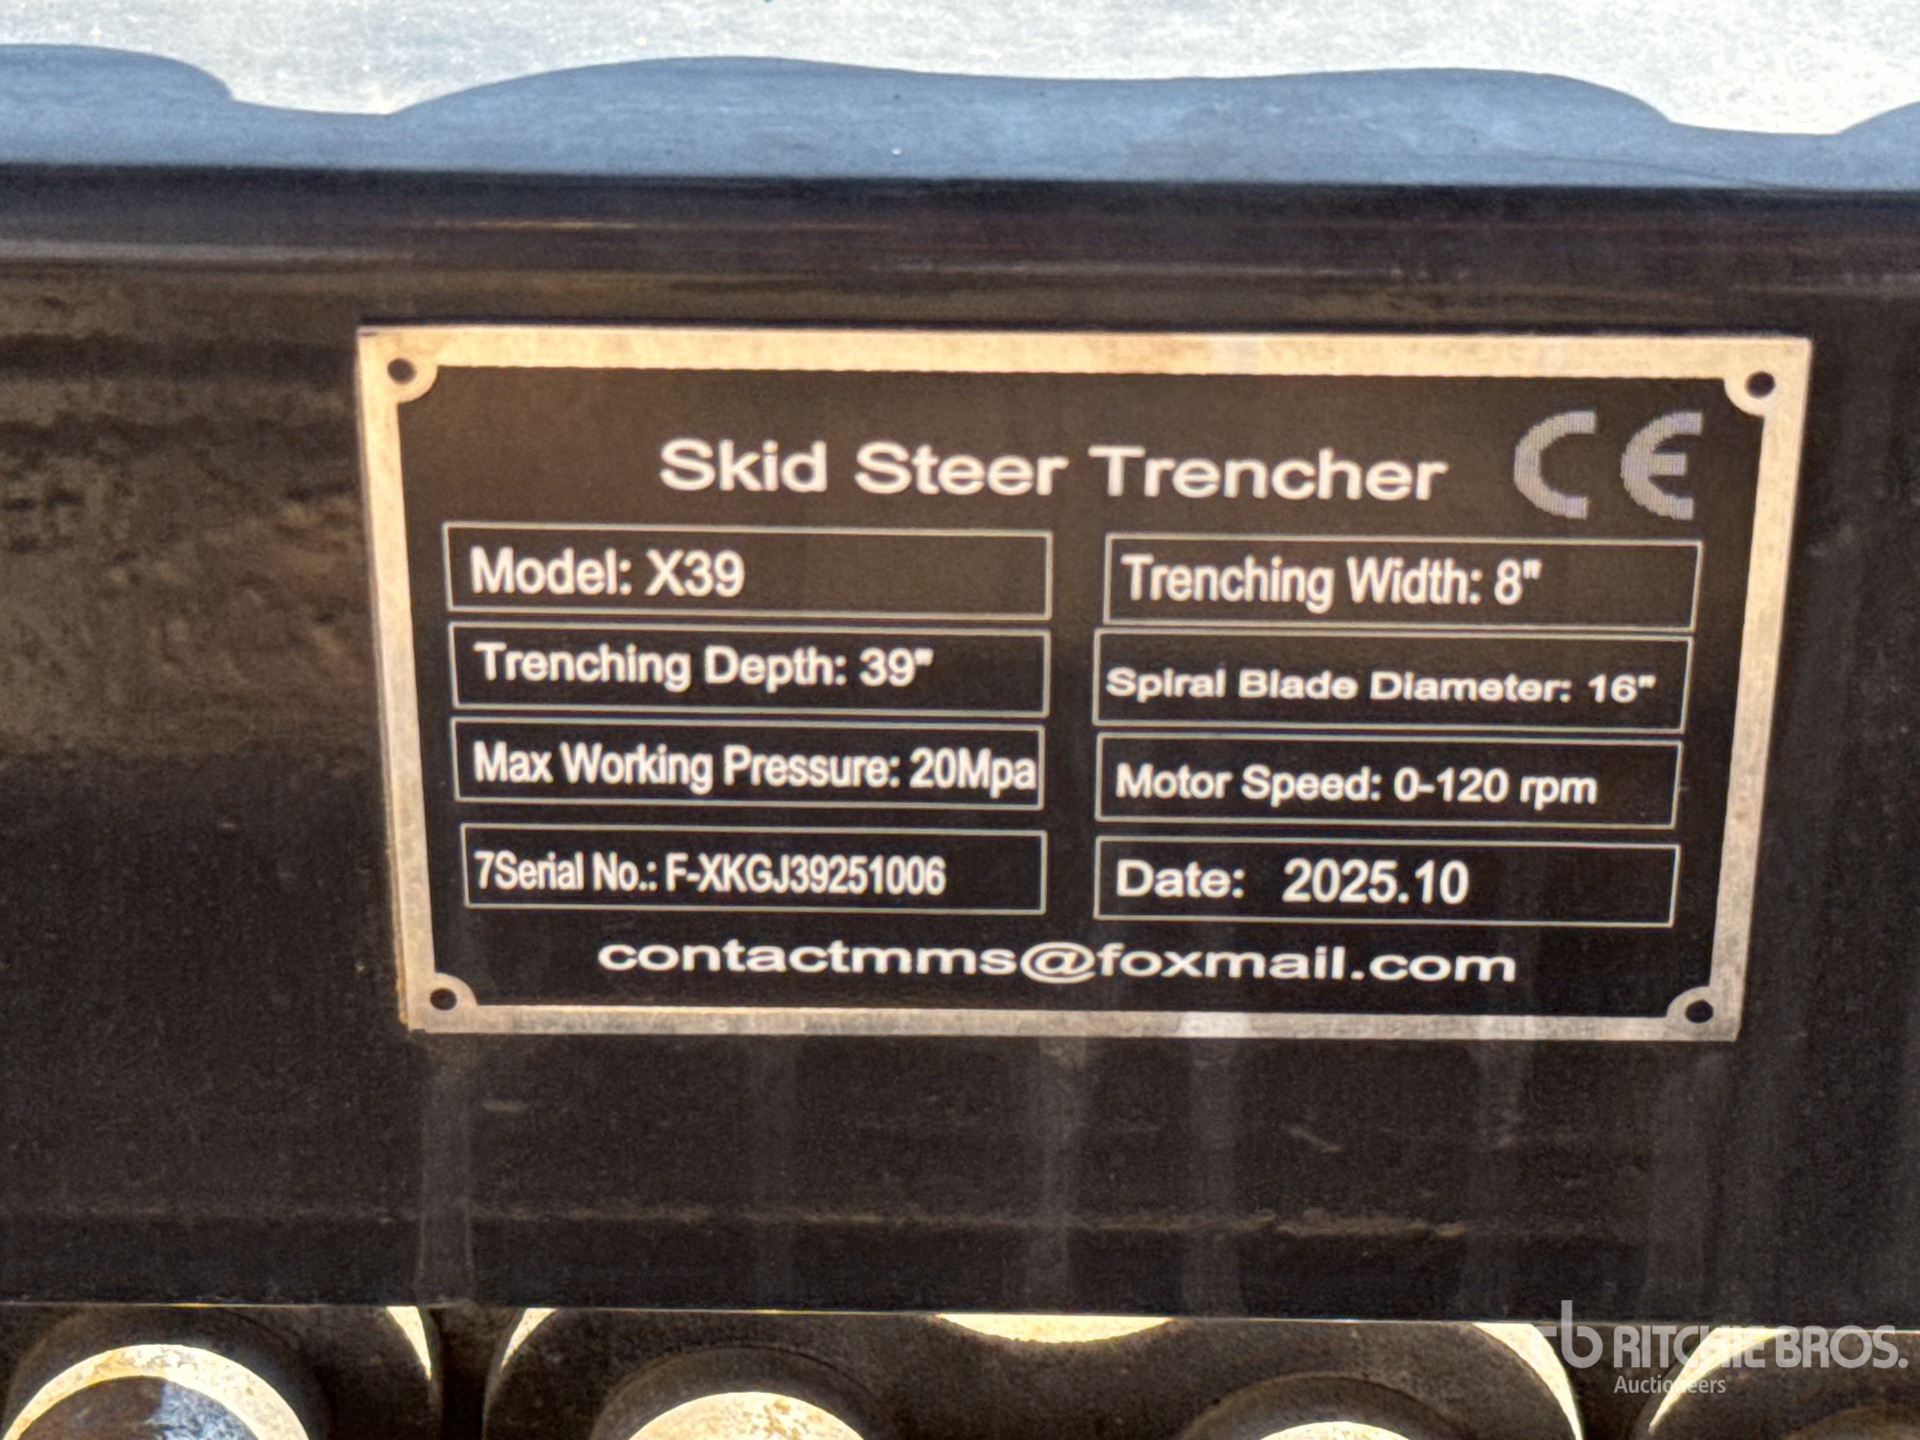 Skid Steer Trencher CE
Model: X39
Trenching Width: 8"
Trenching Depth: 39"
Spiral Blade Diameter: 16"
Max Working Pressure: 20Mpa
Motor Speed: 0-120 rpm
7Serial No.: F-XKGJ39251006
Date: 2025.10
contactmms@foxmail.com
rb RITCHIE BROS.
Auctioneers